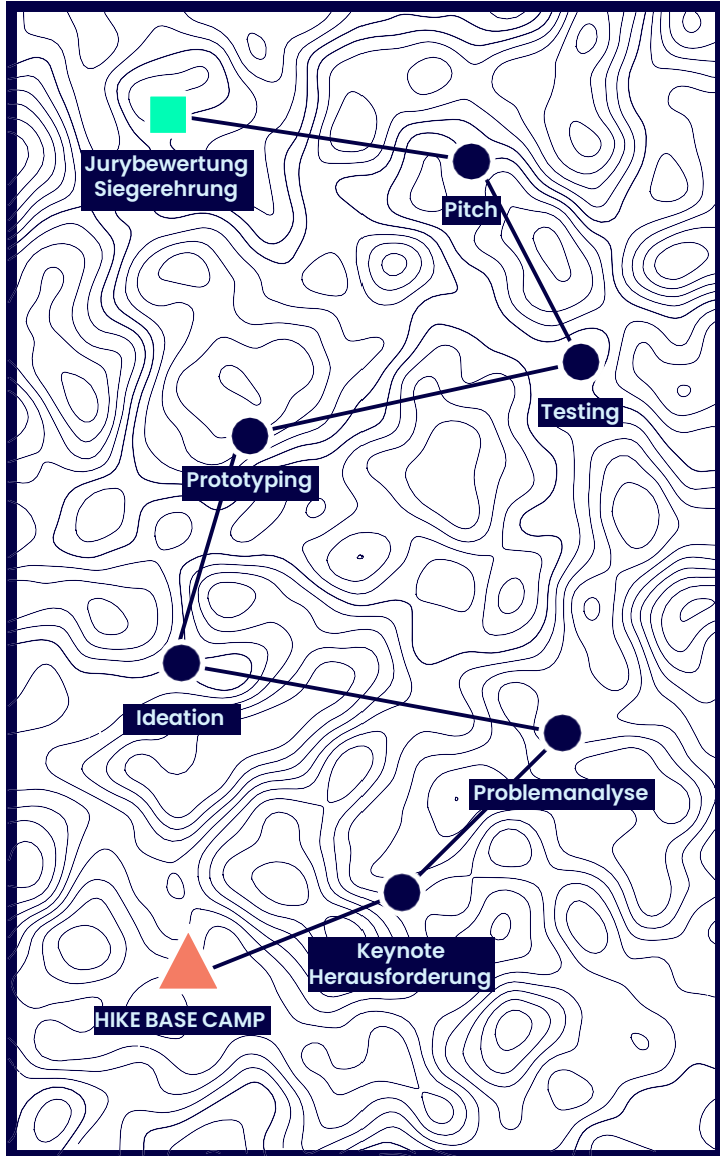 Jurybewertung
Siegerehrung
Pitch
Testing
Prototyping
Ideation
Problemanalyse
Keynote
Herausforderung
HIKE BASE CAMP